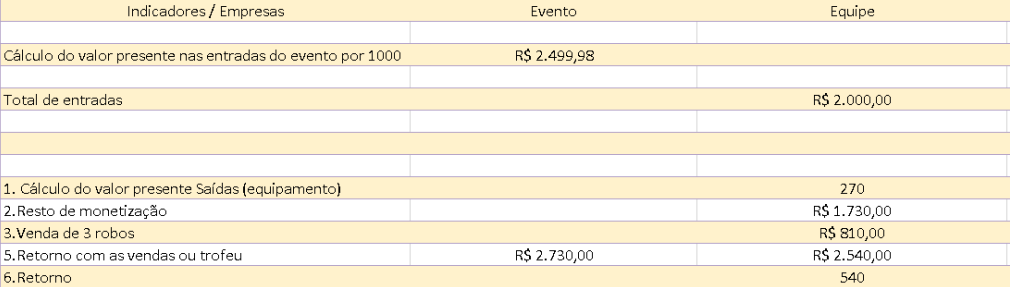 Indicadores / Empresas Evento Equipe
Cálculo do valor presente nas entradas do evento por 1000 R$ 2.499,98
Total de entradas R$ 2.000,00
1. Cálculo do valor presente Saídas (equipamento) 270
2.Resto de monetização R$ 1.730,00
3.Venda de 3 robos R$ 810,00
5.Retorno com as vendas ou trofeu R$ 2.730,00 R$ 2.540,00
6.Retorno 540